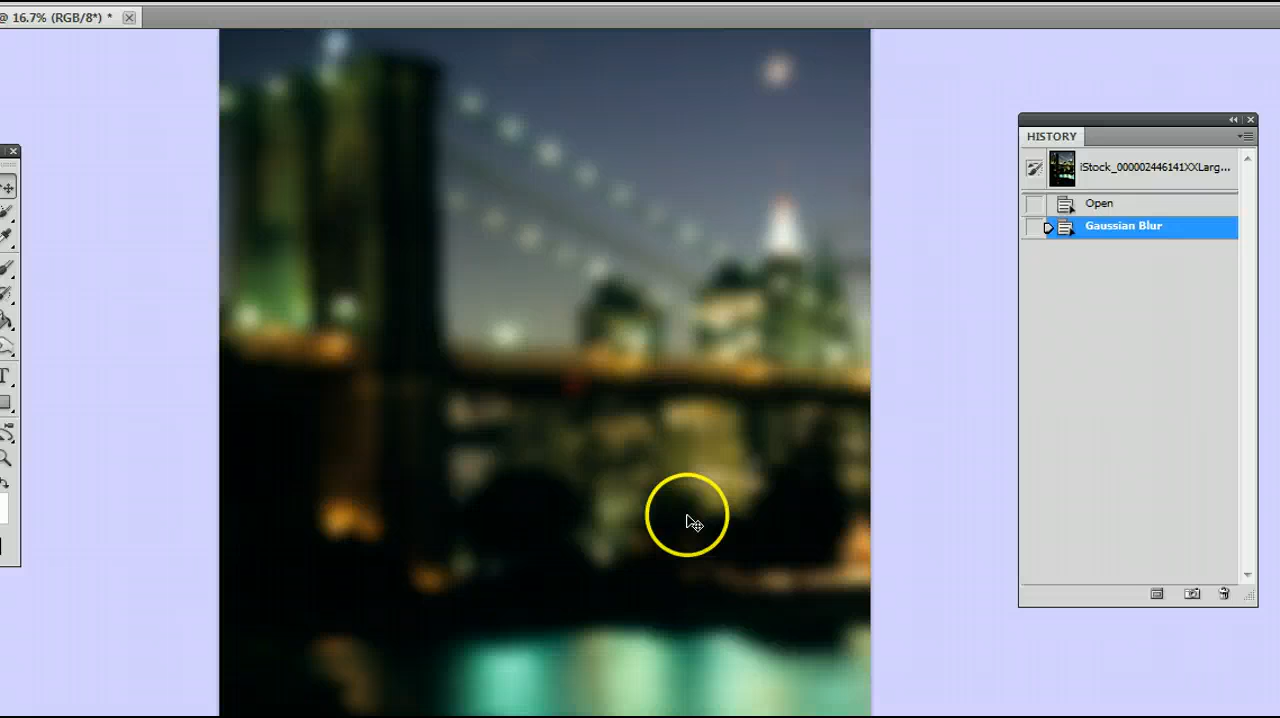 @ 16.7% (RGB/8*) *
HISTORY
iStock_000002446141XXLarg...
Open
Gaussian Blur
T